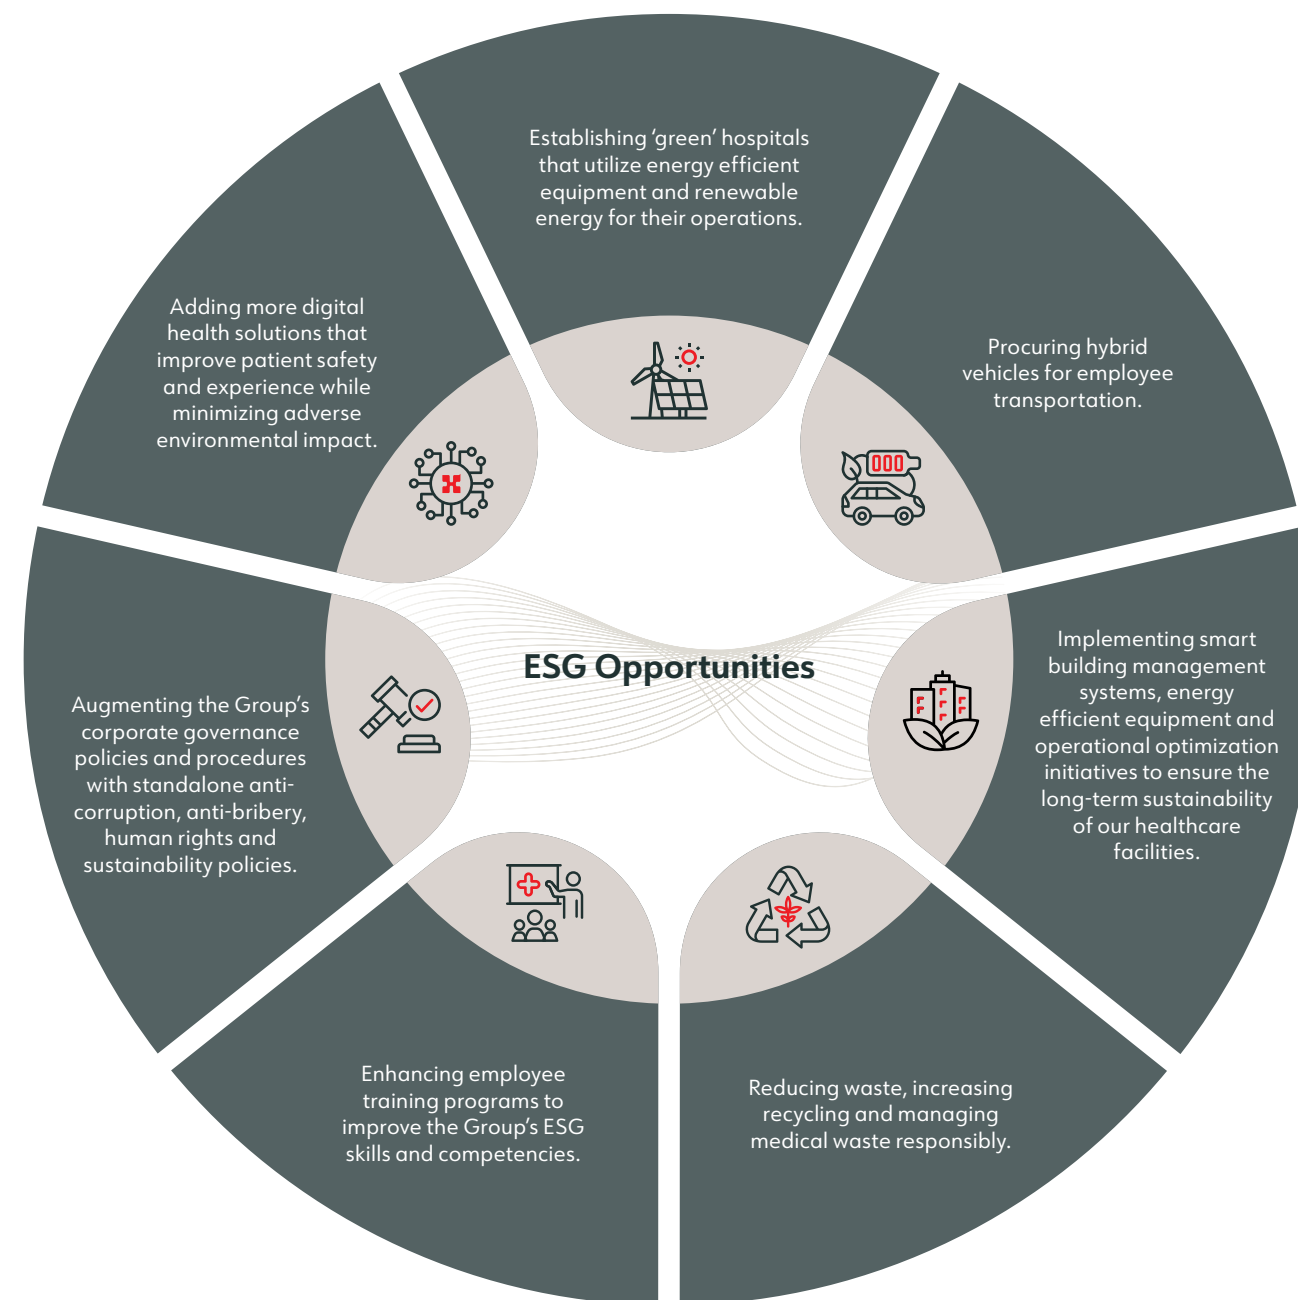 Establishing ‘green’ hospitals
that utilize energy efficient
equipment and renewable
energy for their operations.
Procuring hybrid
vehicles for employee
transportation.
Implementing smart
building management
systems, energy
efficient equipment and
operational optimization
initiatives to ensure the
long-term sustainability
of our healthcare
facilities.
Reducing waste, increasing
recycling and managing
medical waste responsibly.
Enhancing employee
training programs to
improve the Group’s ESG
skills and competencies.
Augmenting the Group’s
corporate governance
policies and procedures
with standalone anti-
corruption, anti-bribery,
human rights and
sustainability policies.
Adding more digital
health solutions that
improve patient safety
and experience while
minimizing adverse
environmental impact.
ESG Opportunities